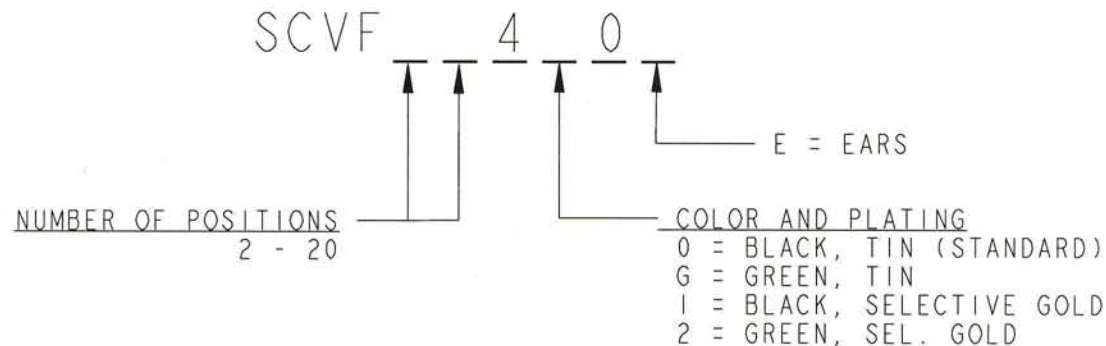 SCVF _ _ 4 _ 0 _
E = EARS
NUMBER OF POSITIONS
2 - 20
COLOR AND PLATING
0 = BLACK, TIN (STANDARD)
G = GREEN, TIN
1 = BLACK, SELECTIVE GOLD
2 = GREEN, SEL. GOLD